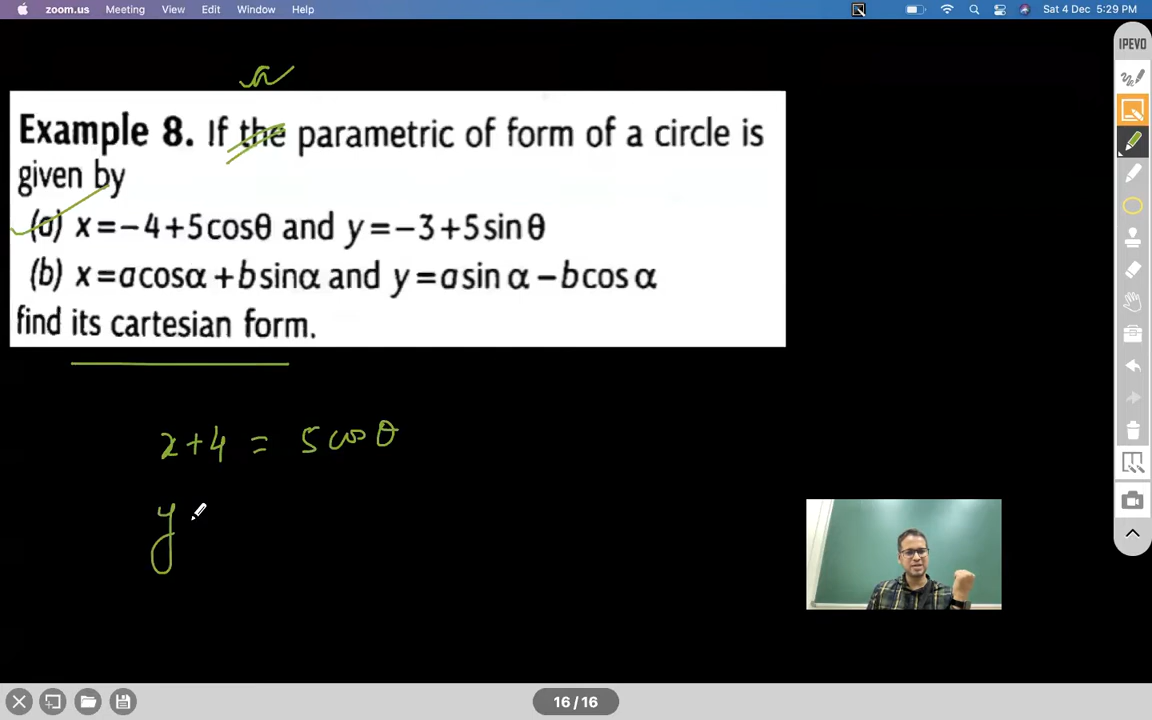 zoom.us Meeting View Edit Window Help Sat 4 Dec 5:29 PM
IPEVO
Example 8. If the parametric of form of a circle is
given by
(a) x=−4+5cosθ and y=−3+5sinθ
(b) x=acosα+bsinα and y=asinα−bcosα
find its cartesian form.
x+4 = 5 cos θ
y
16/16